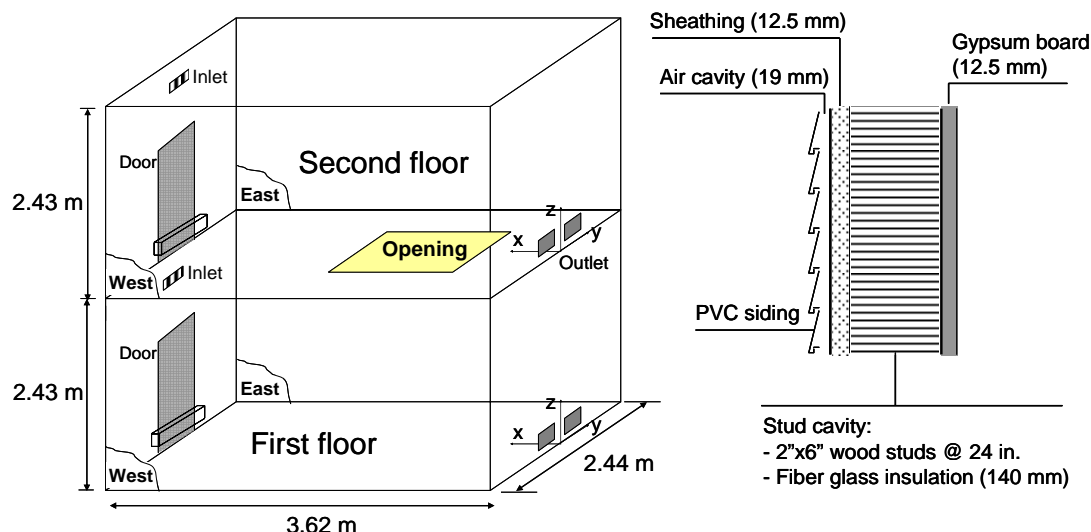 Inlet
Door
Second floor
East
2.43 m
z
x
y
Opening
Outlet
West
Inlet
Door
2.43 m
East
z
x
y
First floor
West
2.44 m
3.62 m
Sheathing (12.5 mm)
Gypsum board
(12.5 mm)
Air cavity (19 mm)
PVC siding
Stud cavity:
- 2"x6" wood studs @ 24 in.
- Fiber glass insulation (140 mm)